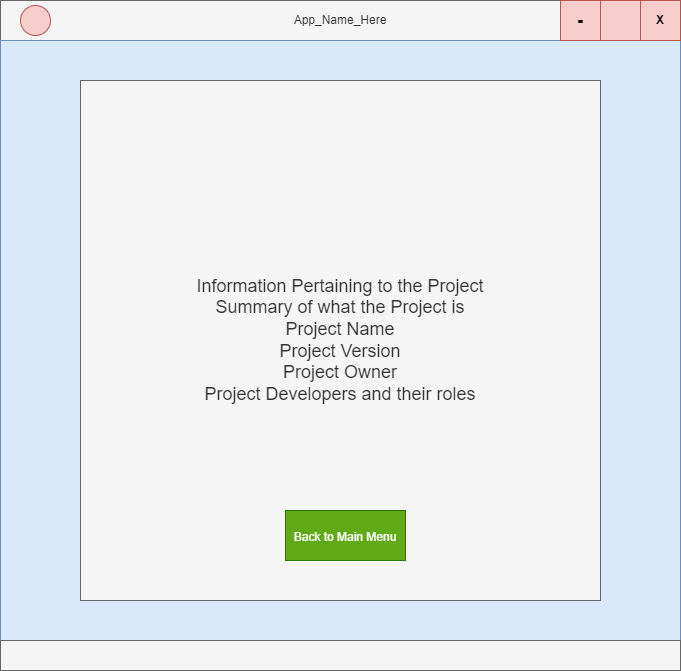 App_Name_Here
-
X
Information Pertaining to the Project
Summary of what the Project is
Project Name
Project Version
Project Owner
Project Developers and their roles
Back to Main Menu